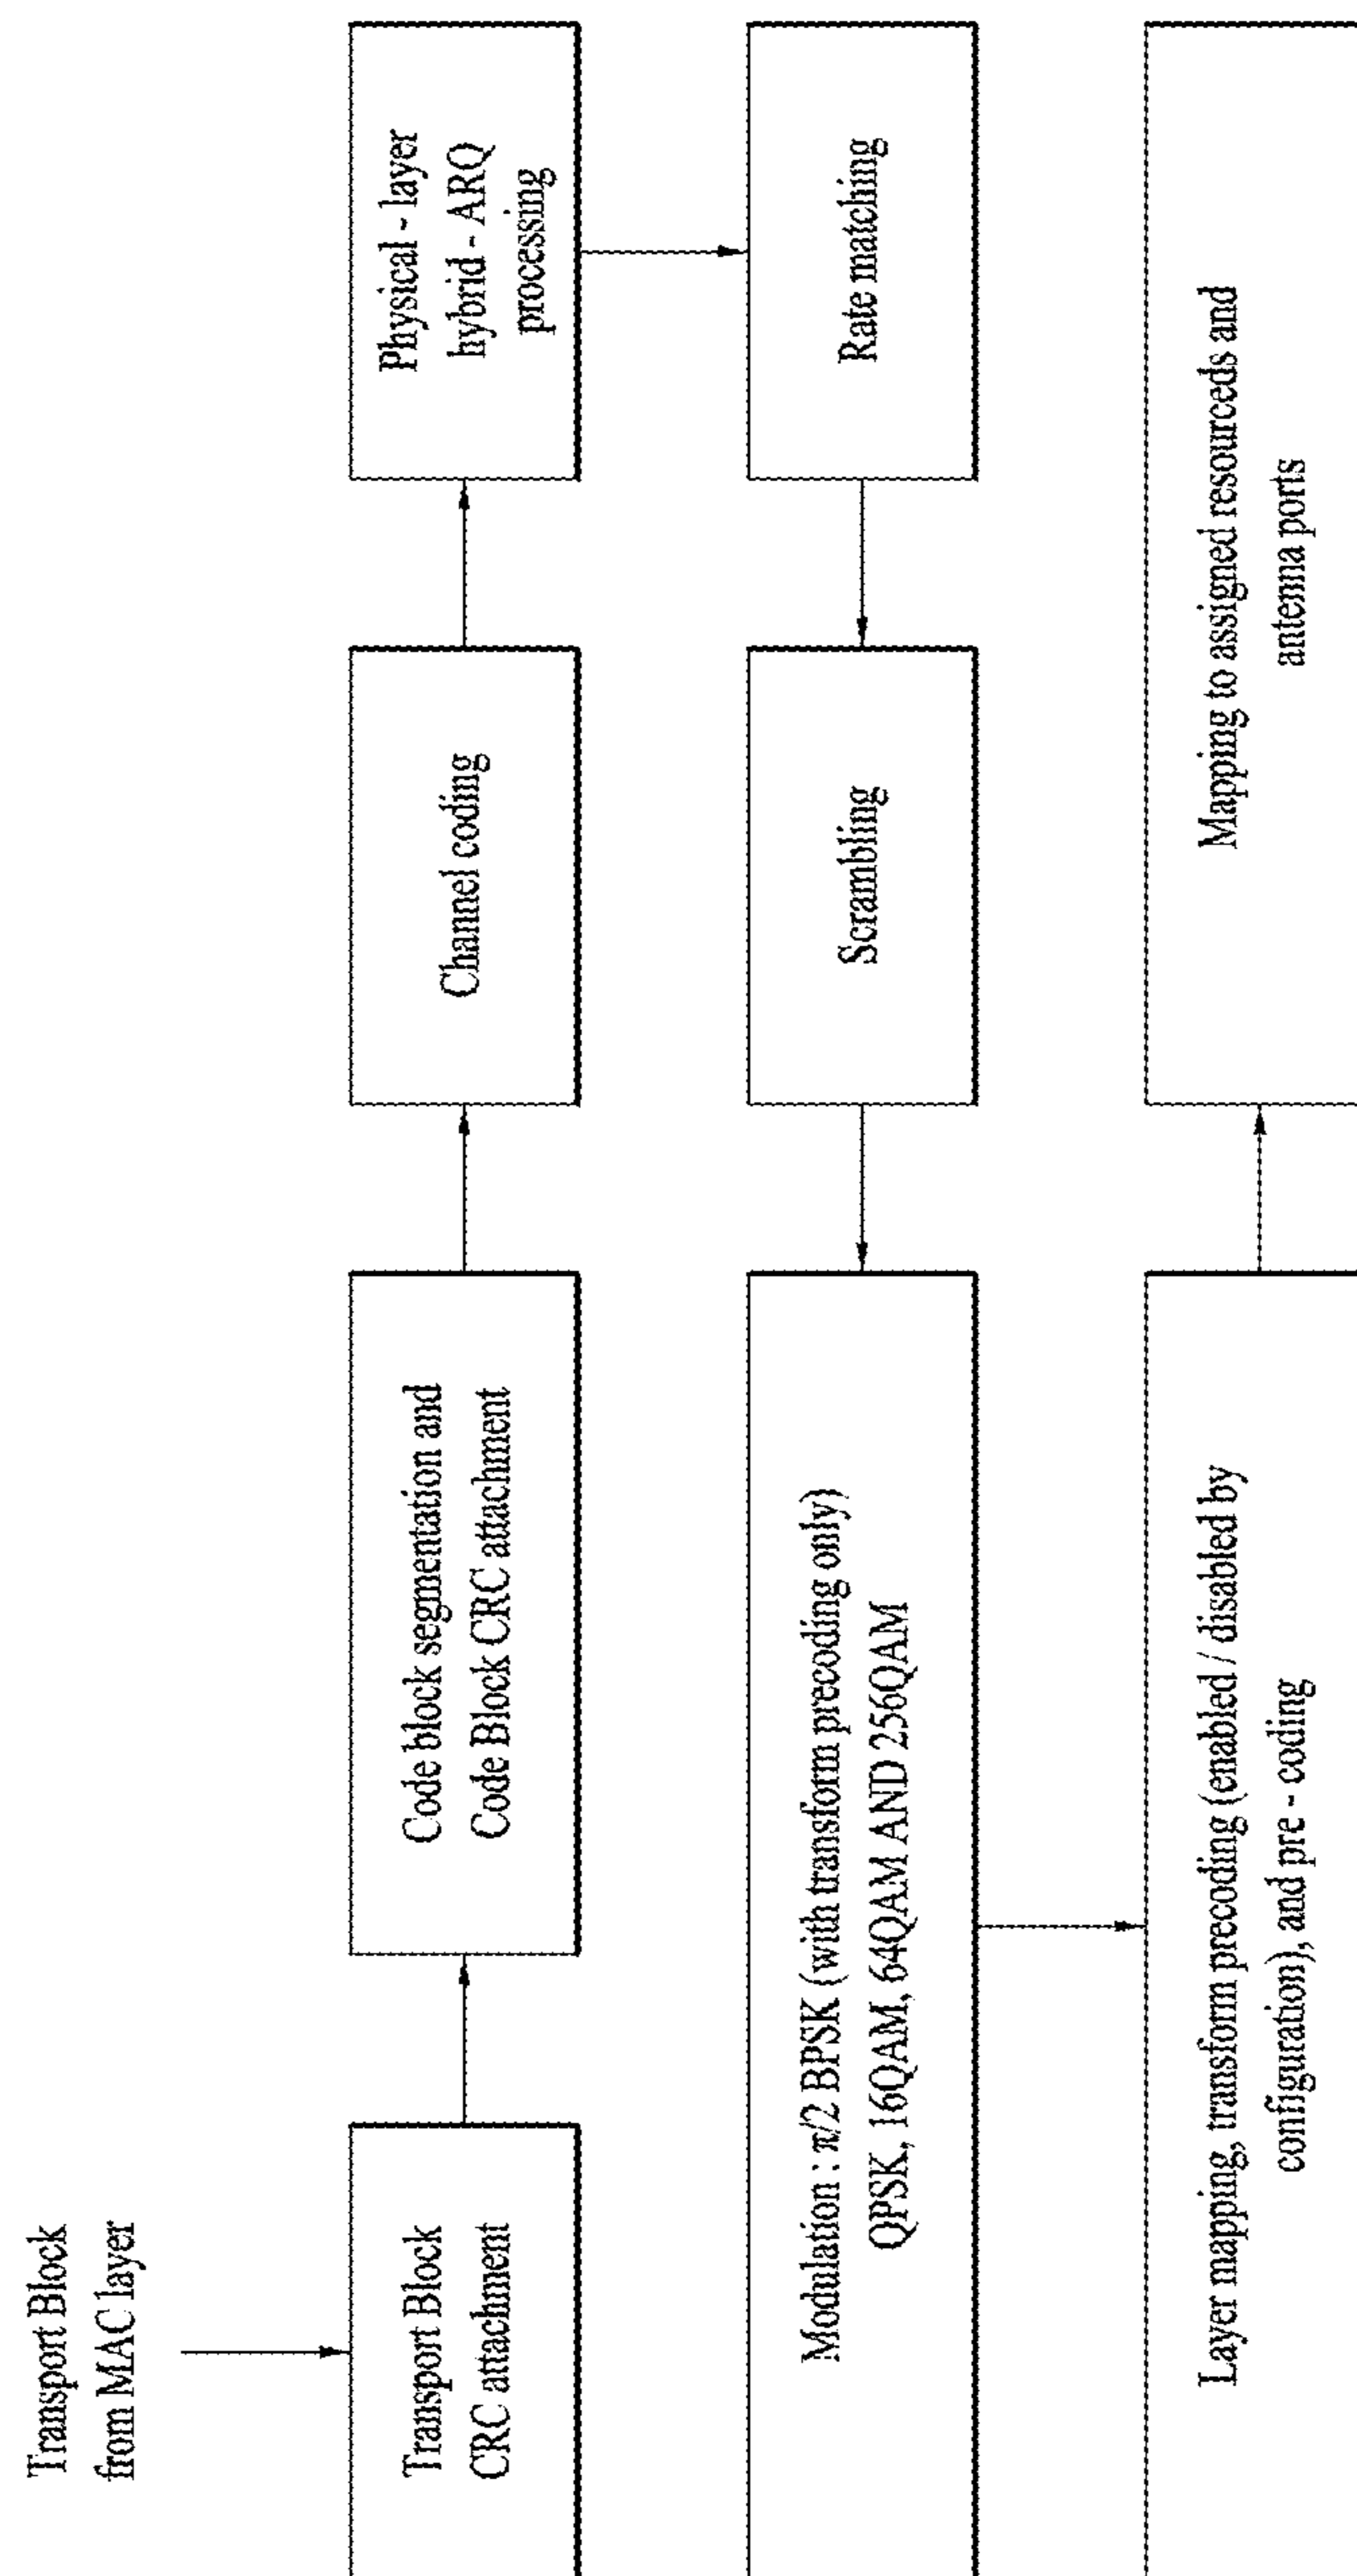 Transport Block
from MAC layer
Transport Block
CRC attachment
Code block segmentation and
Code Block CRC attachment
Channel coding
Physical - layer
hybrid - ARQ
processing
Rate matching
Scrambling
Modulation : π/2 BPSK (with transform precoding only)
QPSK, 16QAM, 64QAM AND 256QAM
Layer mapping, transform precoding (enabled / disabled by
configuration), and pre - coding
Mapping to assigned resourceds and
antenna ports